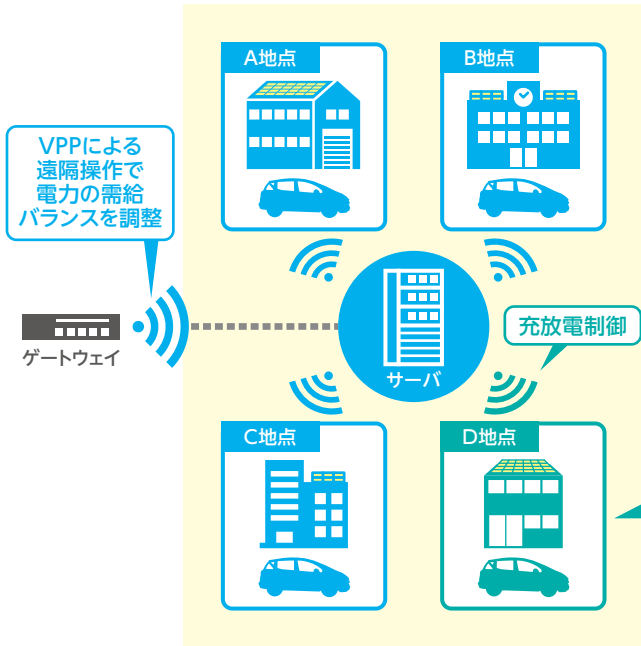 A地点
B地点
VPPによる
遠隔操作で
電力の需給
バランスを調整
ゲートウェイ
サーバ
充放電制御
C地点
D地点